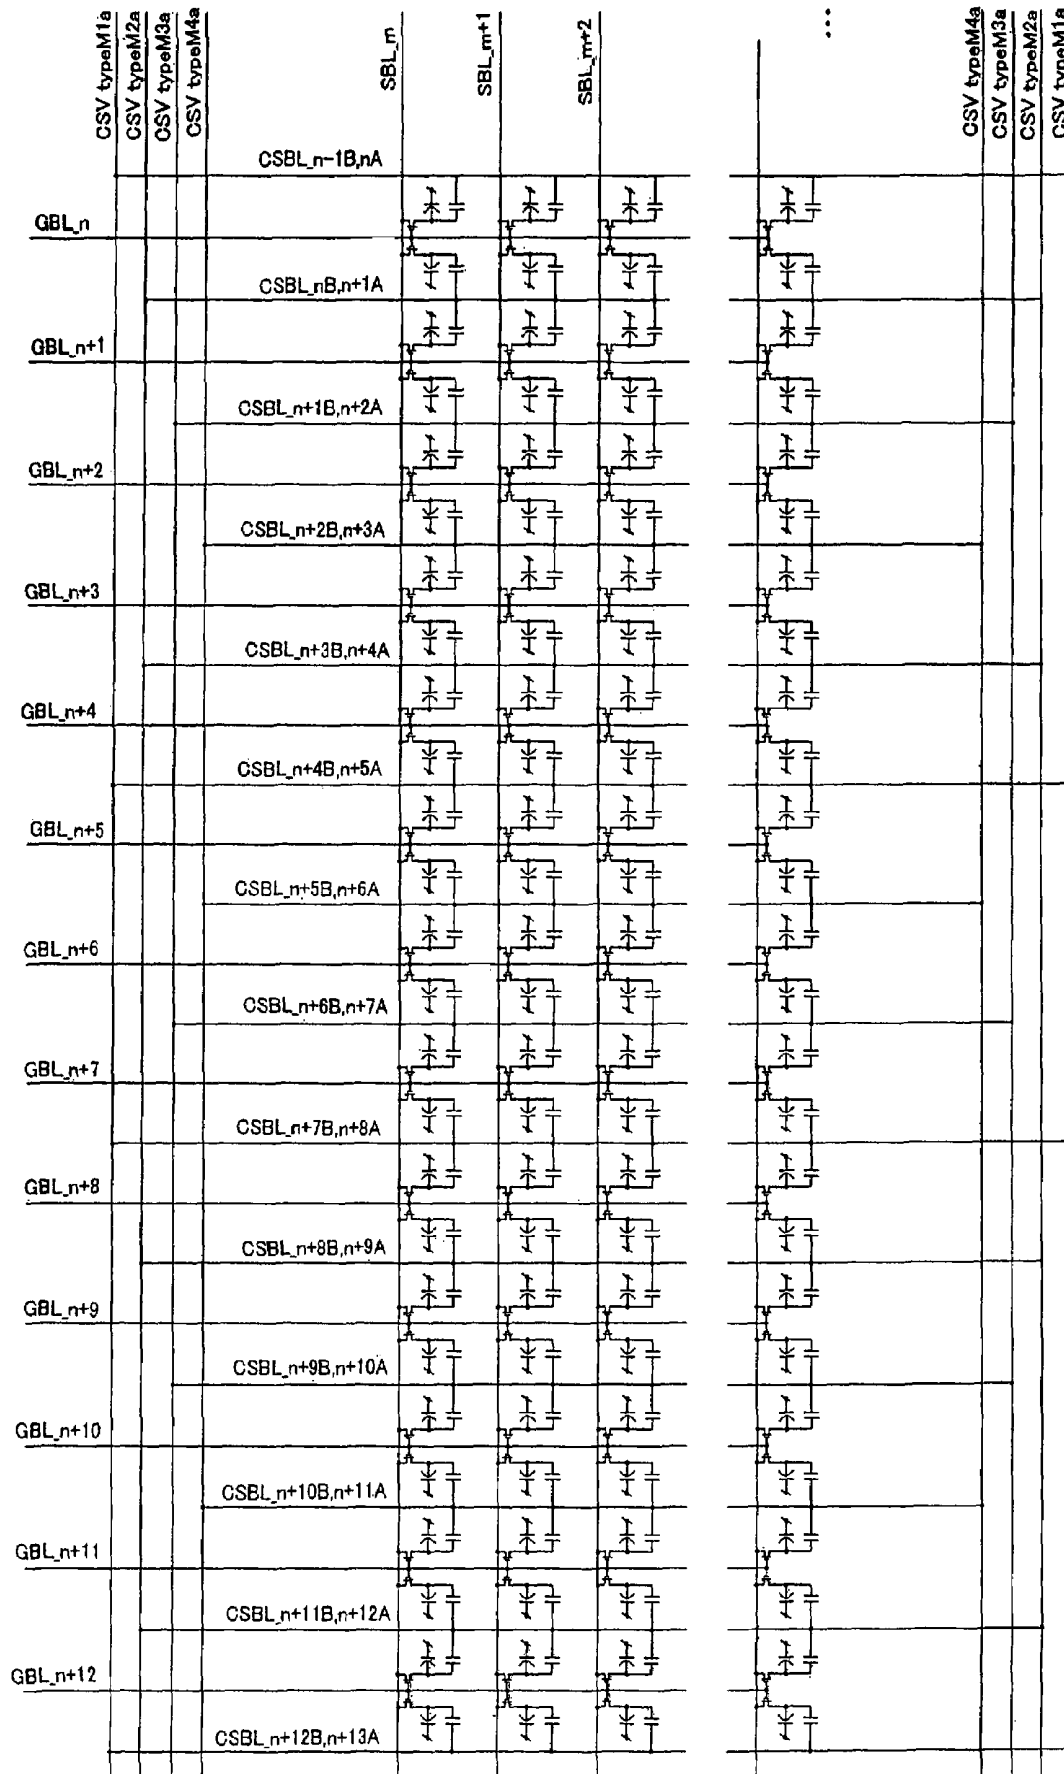 CSV typeM1a
CSV typeM2a
CSV typeM3a
CSV typeM4a
SBL_m
SBL_m+1
SBL_m+2
...
CSV typeM4a
CSV typeM3a
CSV typeM2a
CSV typeM1a
CSBL_n-1B,nA
GBL_n
CSBL_nB,n+1A
GBL_n+1
CSBL_n+1B,n+2A
GBL_n+2
CSBL_n+2B,n+3A
GBL_n+3
CSBL_n+3B,n+4A
GBL_n+4
CSBL_n+4B,n+5A
GBL_n+5
CSBL_n+5B,n+6A
GBL_n+6
CSBL_n+6B,n+7A
GBL_n+7
CSBL_n+7B,n+8A
GBL_n+8
CSBL_n+8B,n+9A
GBL_n+9
CSBL_n+9B,n+10A
GBL_n+10
CSBL_n+10B,n+11A
GBL_n+11
CSBL_n+11B,n+12A
GBL_n+12
CSBL_n+12B,n+13A